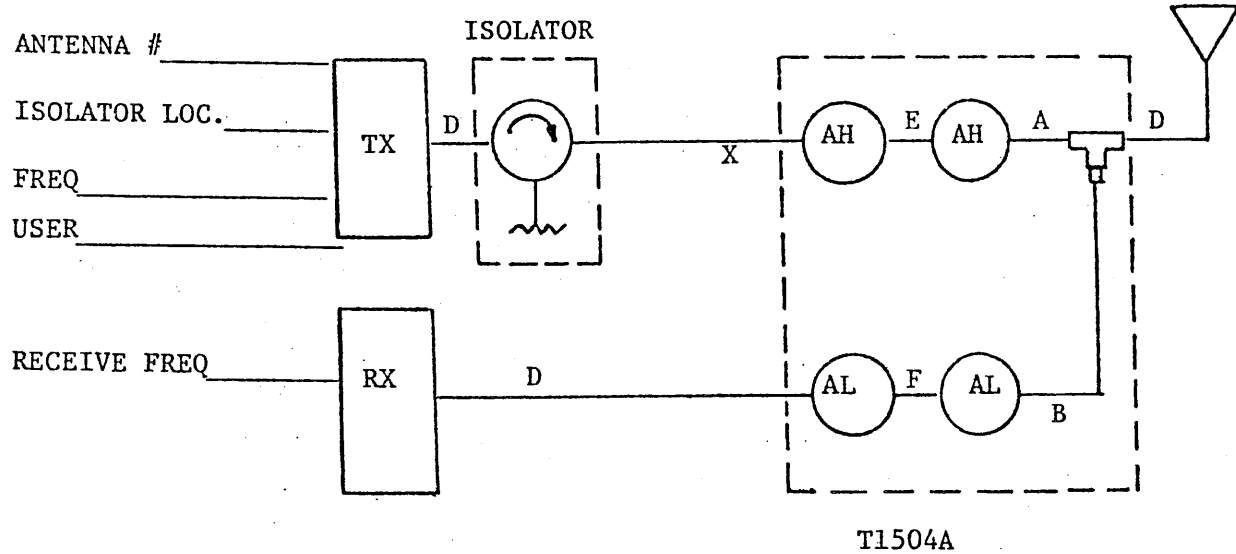 ISOLATOR
ANTENNA #
ISOLATOR LOC.
FREQ
USER
TX
D
X
AH
E
AH
A
D
RECEIVE FREQ
RX
D
AL
F
AL
B
T1504A